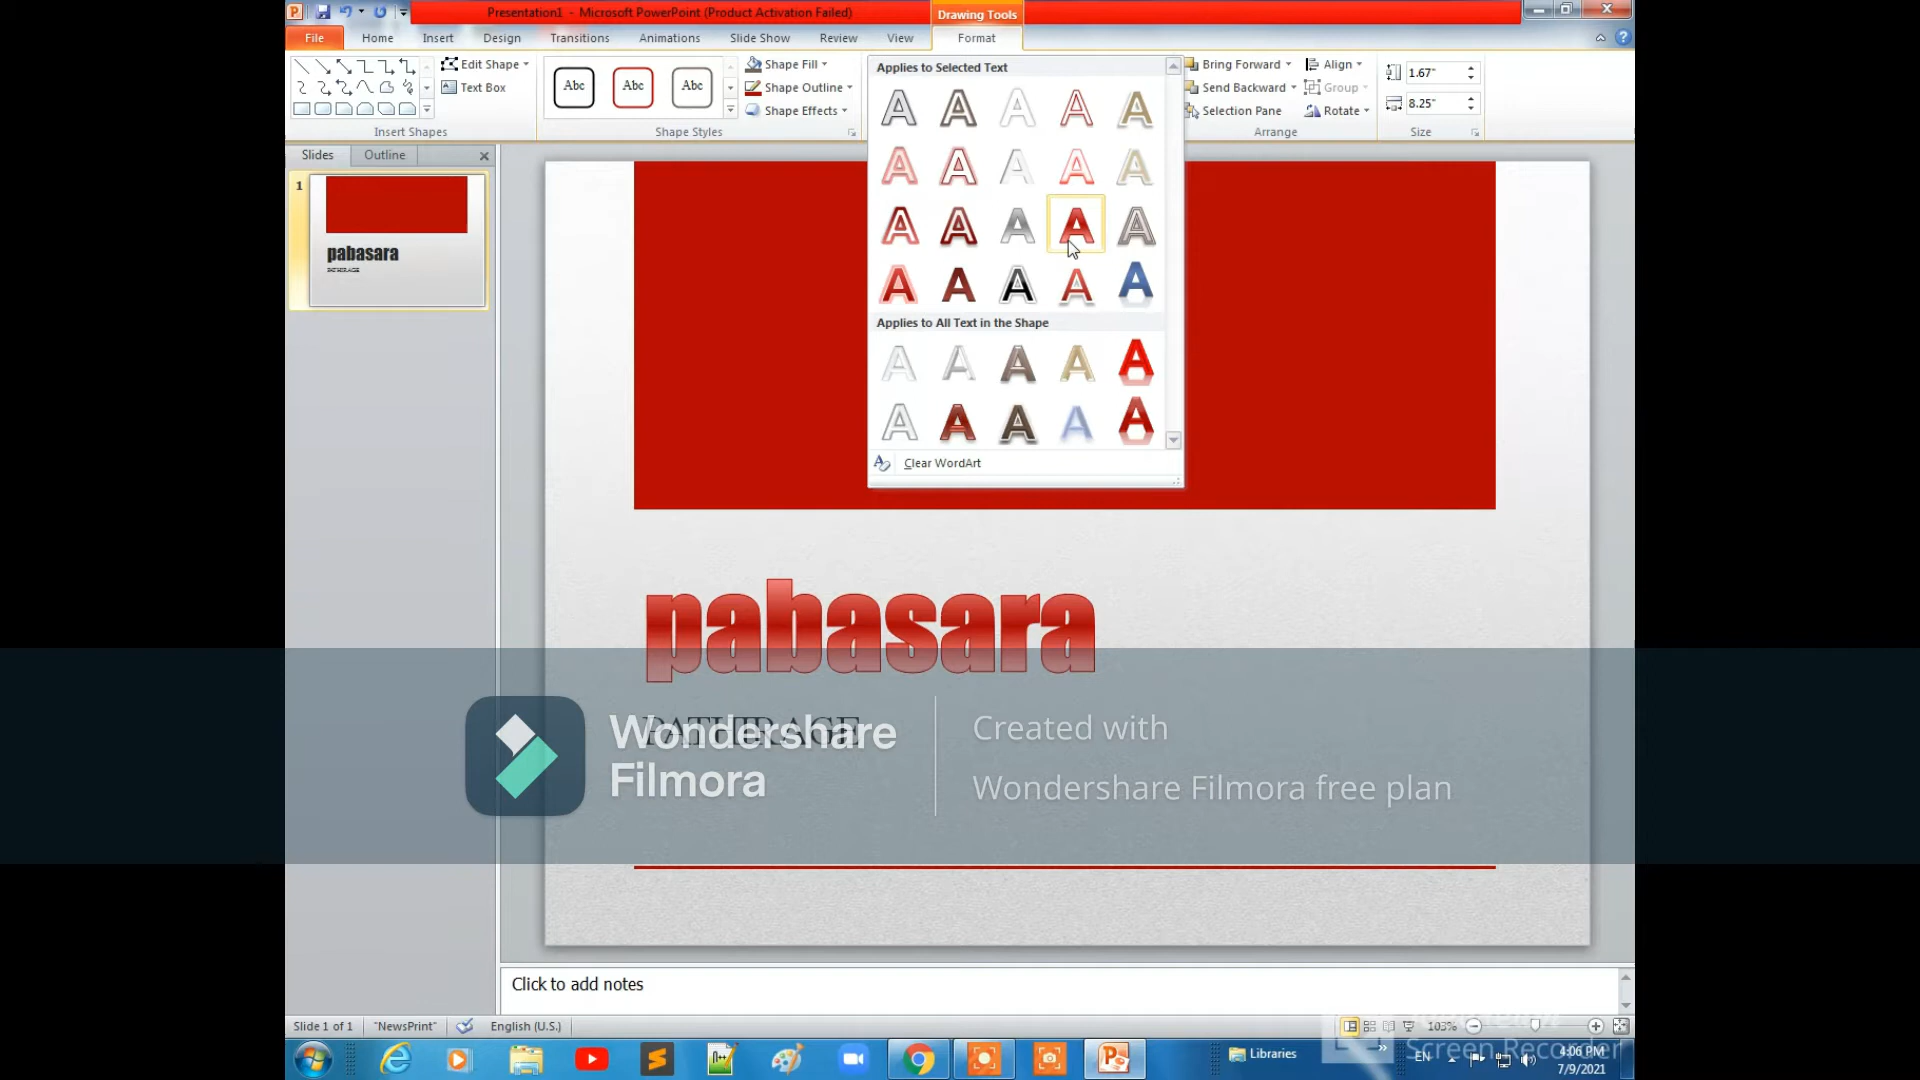 Presentation1 - Microsoft PowerPoint (Product Activation Failed)
Drawing Tools
File Home Insert Design Transitions Animations Slide Show Review View Format
Edit Shape
Text Box
Insert Shapes
Abc Abc Abc
Shape Fill
Shape Outline
Shape Effects
Shape Styles
Applies to Selected Text
Applies to All Text in the Shape
Clear WordArt
Bring Forward
Send Backward
Selection Pane
Align
Group
Rotate
Arrange
1.67"
8.25"
Size
Slides Outline
1
pabasara
pabasara
PATHIRAGE
Wondershare
Filmora
Created with
Wondershare Filmora free plan
Click to add notes
Slide 1 of 1 "NewsPrint" English (U.S.) 103%
Libraries
EN
Screen Recorder
4:06 PM
7/9/2021